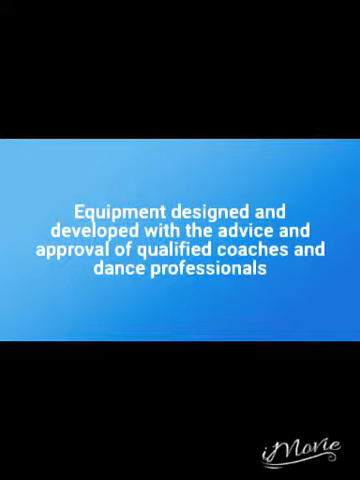 Equipment designed and
developed with the advice and
approval of qualified coaches and
dance professionals
iMovie